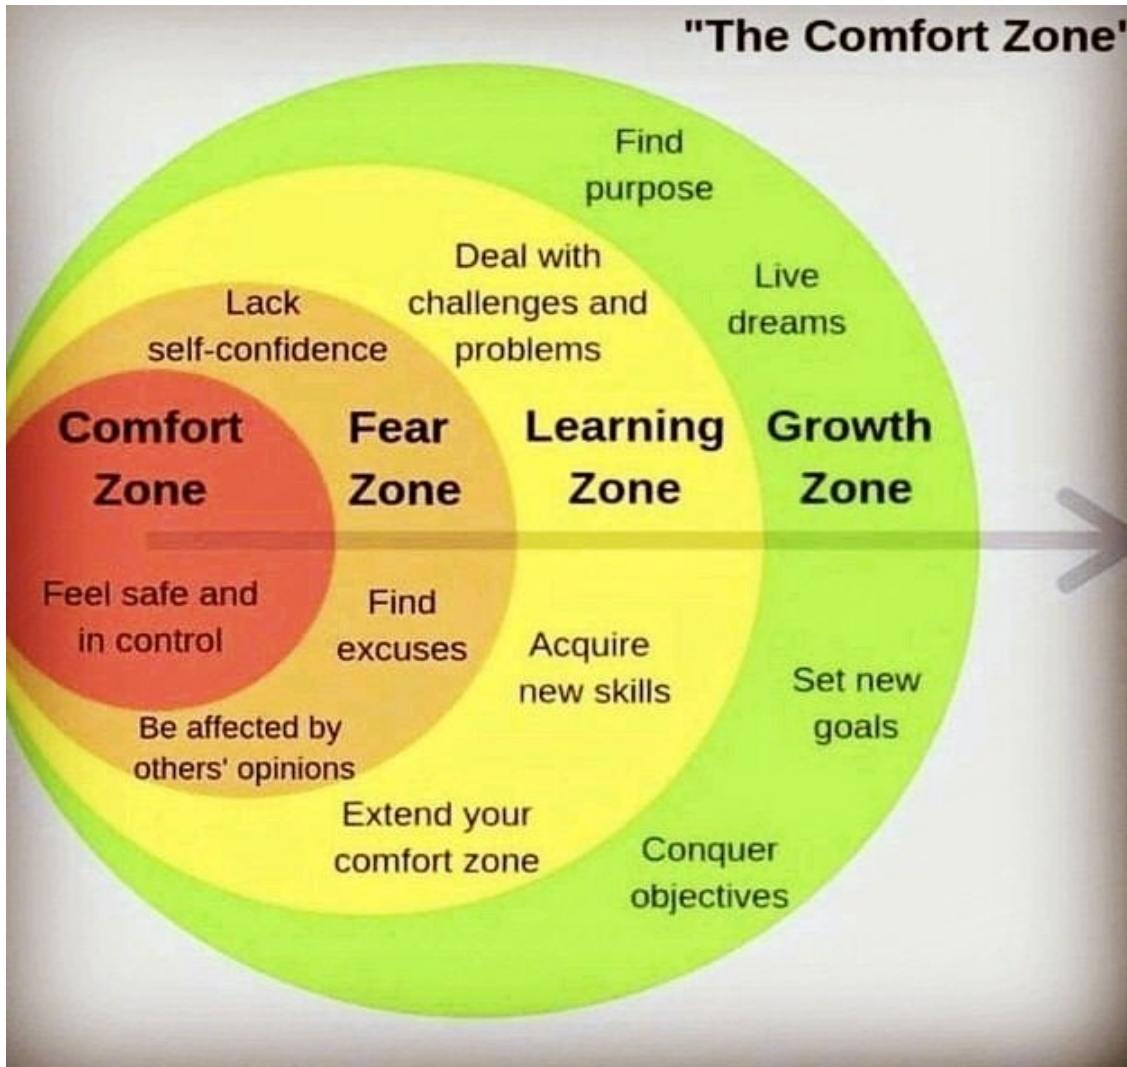 "The Comfort Zone"
Find
purpose
Live
dreams
Deal with
challenges and
problems
Lack
self-confidence
Comfort
Zone
Fear
Zone
Learning
Zone
Growth
Zone
Feel safe and
in control
Find
excuses
Acquire
new skills
Set new
goals
Be affected by
others' opinions
Extend your
comfort zone
Conquer
objectives